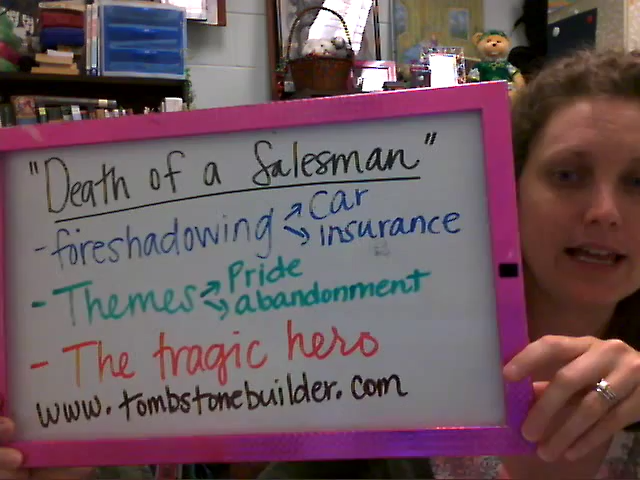 "Death of a Salesman"
- foreshadowing → car
→ insurance
- Themes → Pride
→ abandonment
- The tragic hero
www.tombstonebuilder.com